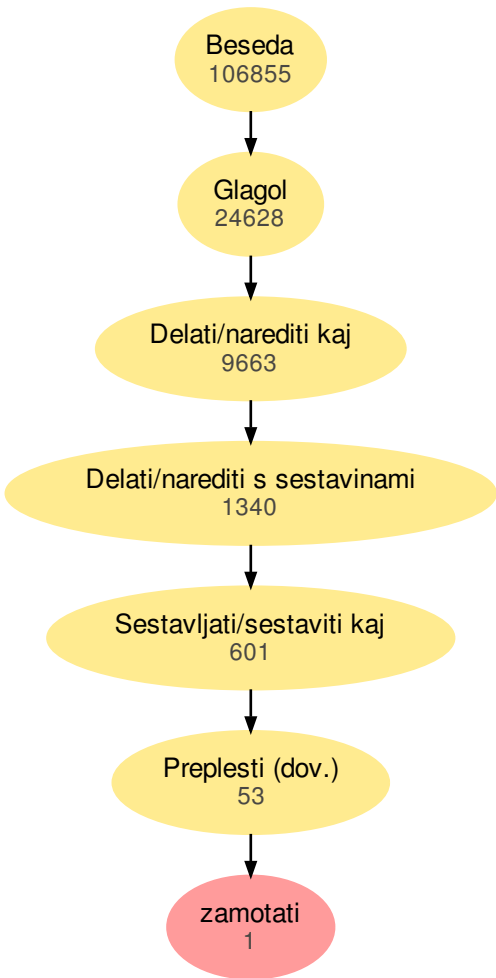 Beseda
106855
Glagol
24628
Delati/narediti kaj
9663
Delati/narediti s sestavinami
1340
Sestavljati/sestaviti kaj
601
Preplesti (dov.)
53
zamotati
1